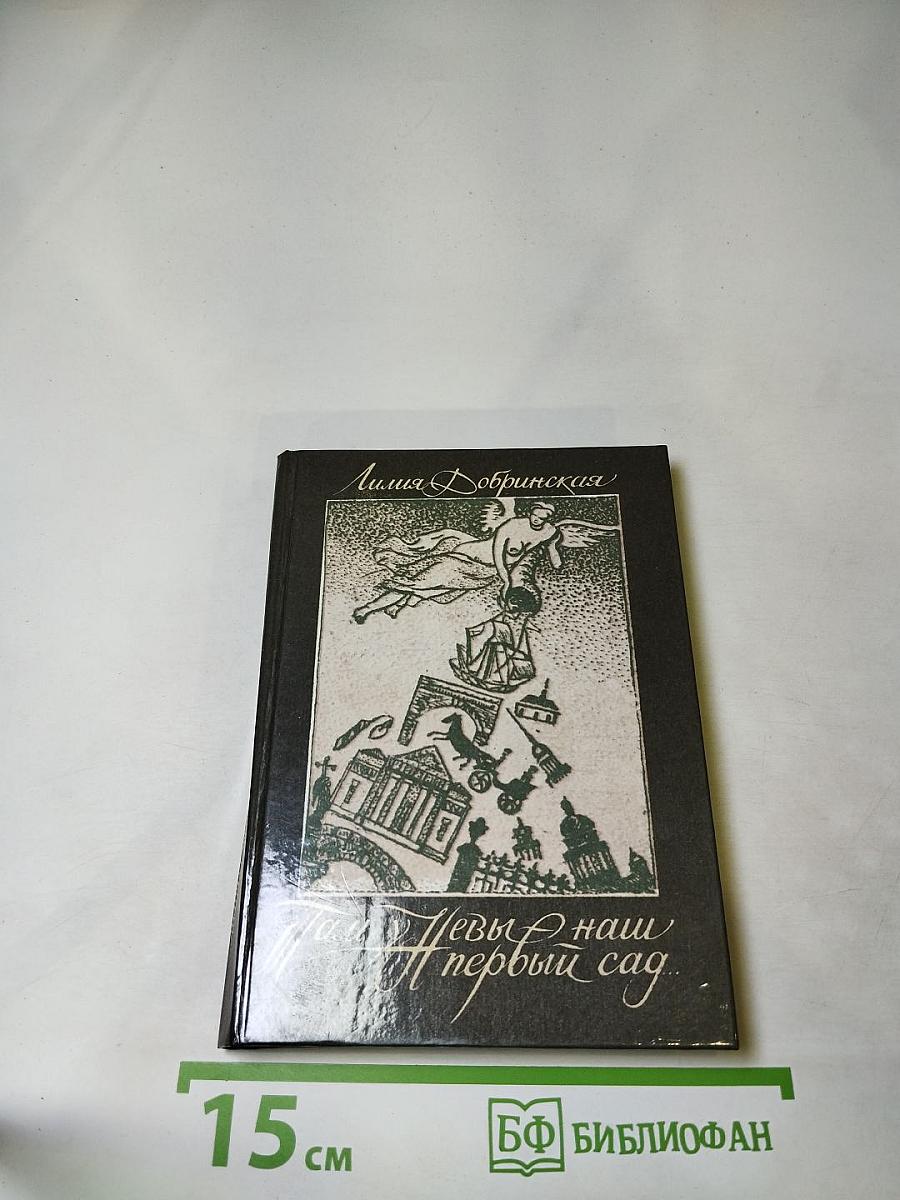 Лилия Добринская
Там у Невы наш
первый сад...
15 см
БФ БИБЛИОФАН